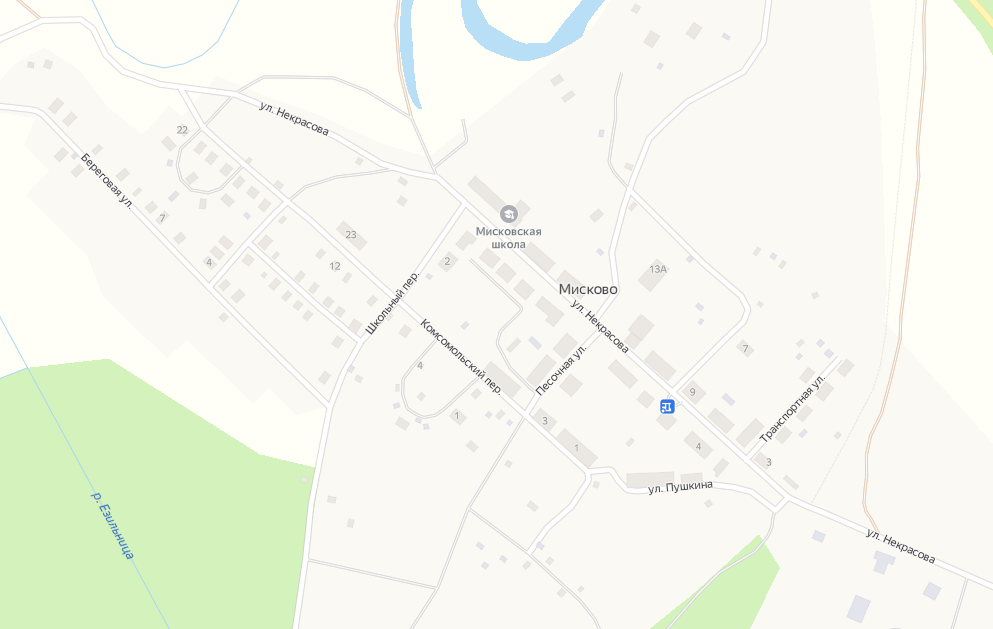 ул. Некрасова
22
Береговая ул.
7
4
23
12
2
Мисковская
школа
13А
Мисково
Школьный пер.
ул. Некрасова
Комсомольский пер.
Песочная ул.
4
7
9
1
3
1
4
3
Транспортная ул.
ул. Пушкина
р. Езильница
ул. Некрасова